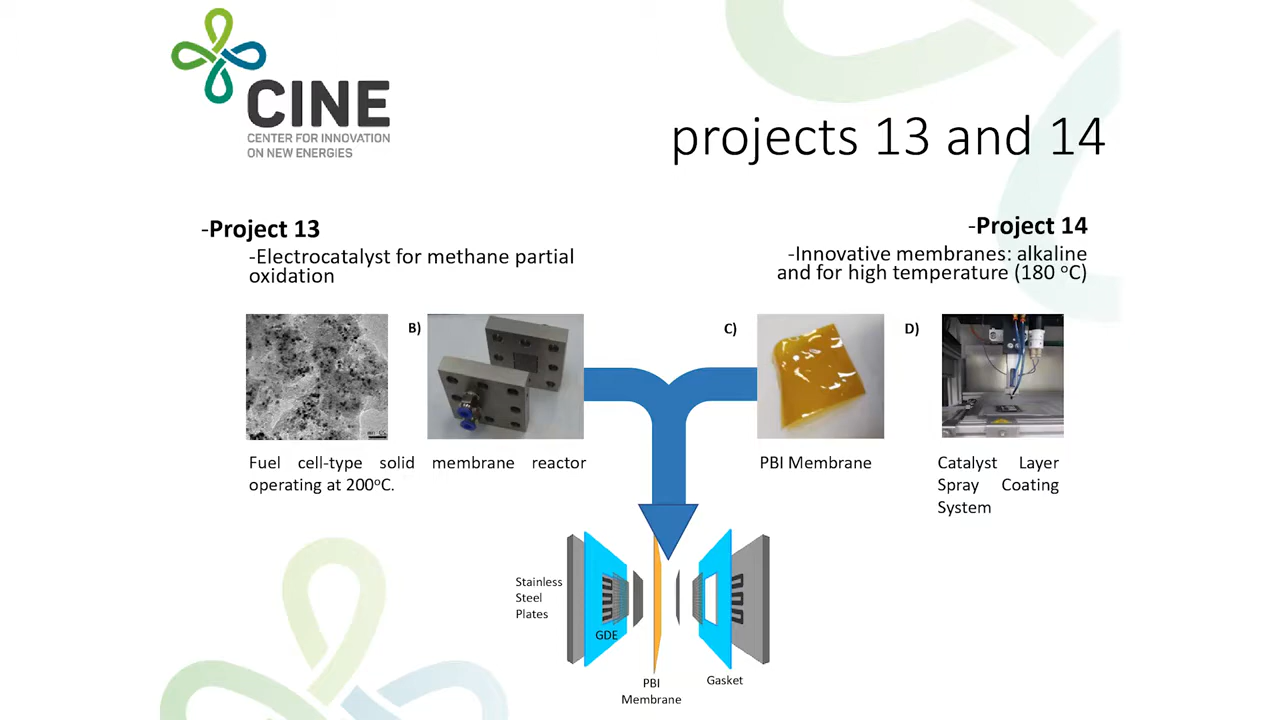 CINE
CENTER FOR INNOVATION
ON NEW ENERGIES
projects 13 and 14
-Project 13
-Electrocatalyst for methane partial
oxidation
-Project 14
-Innovative membranes: alkaline
and for high temperature (180 ºC)
B)
C)
D)
Fuel cell-type solid membrane reactor
operating at 200ºC.
PBI Membrane
Catalyst Layer
Spray Coating
System
Stainless
Steel
Plates
GDE
PBI
Membrane
Gasket